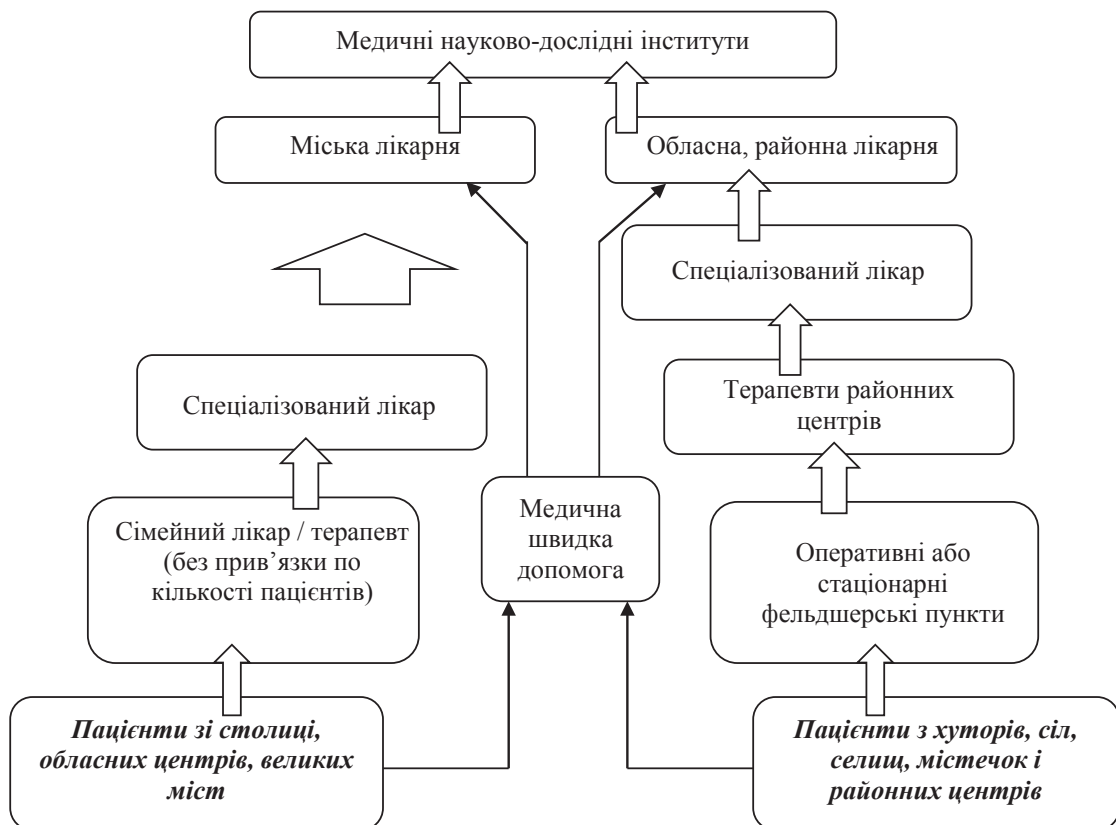 Медичні науково-дослідні інститути
Міська лікарня
Обласна, районна лікарня
Спеціалізований лікар
Спеціалізований лікар
Терапевти районних
центрів
Сімейний лікар / терапевт
(без прив’язки по
кількості пацієнтів)
Медична
швидка
допомога
Оперативні або
стаціонарні
фельдшерські пункти
Пацієнти зі столиці,
обласних центрів, великих
міст
Пацієнти з хуторів, сіл,
селищ, містечок і
районних центрів